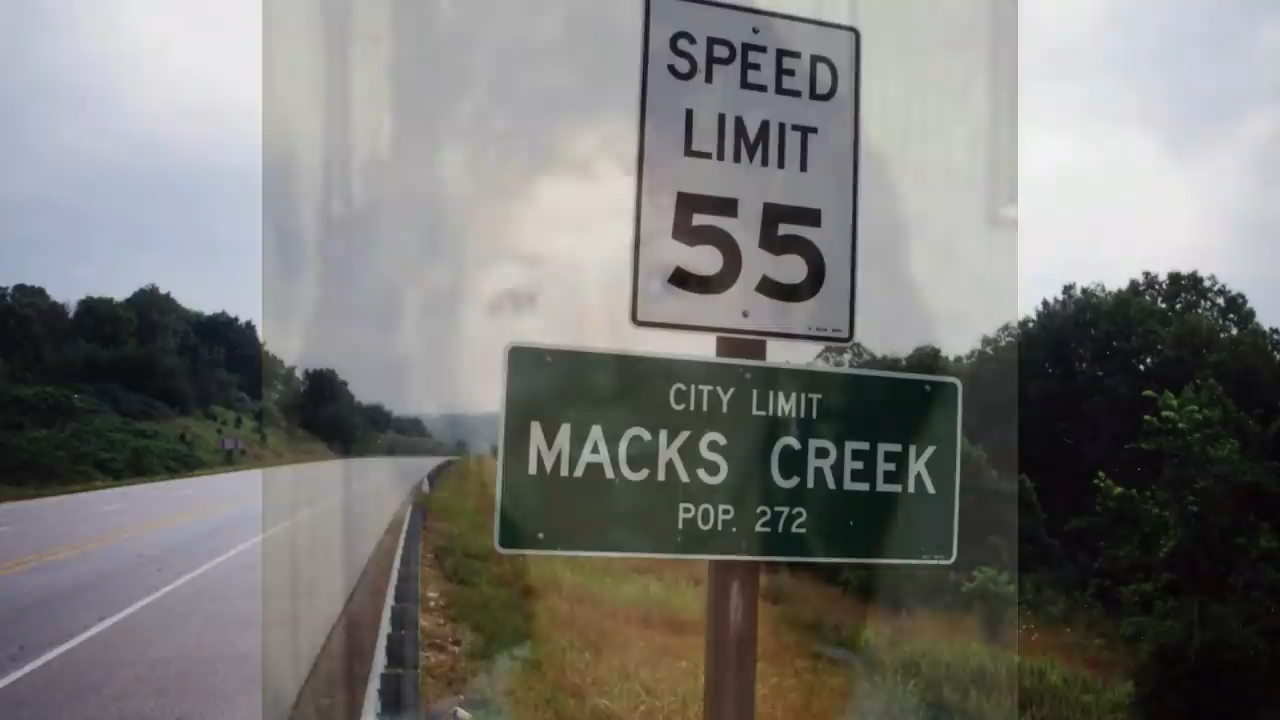 SPEED
LIMIT
55
CITY LIMIT
MACKS CREEK
POP. 272